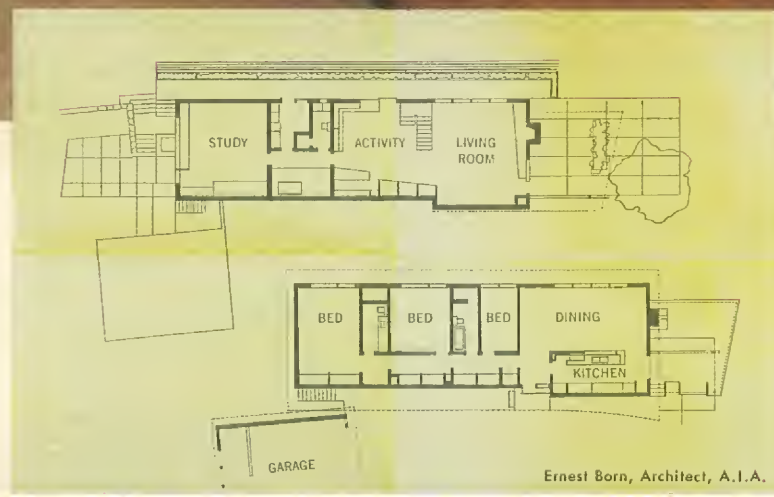 STUDY
ACTIVITY
LIVING
ROOM
BED
BED
BED
DINING
KITCHEN
GARAGE
Ernest Born, Architect, A.I.A.